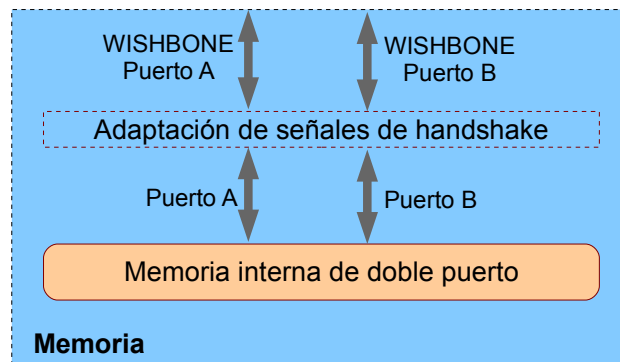 WISHBONE
Puerto A
WISHBONE
Puerto B
Adaptación de señales de handshake
Puerto A
Puerto B
Memoria interna de doble puerto
Memoria